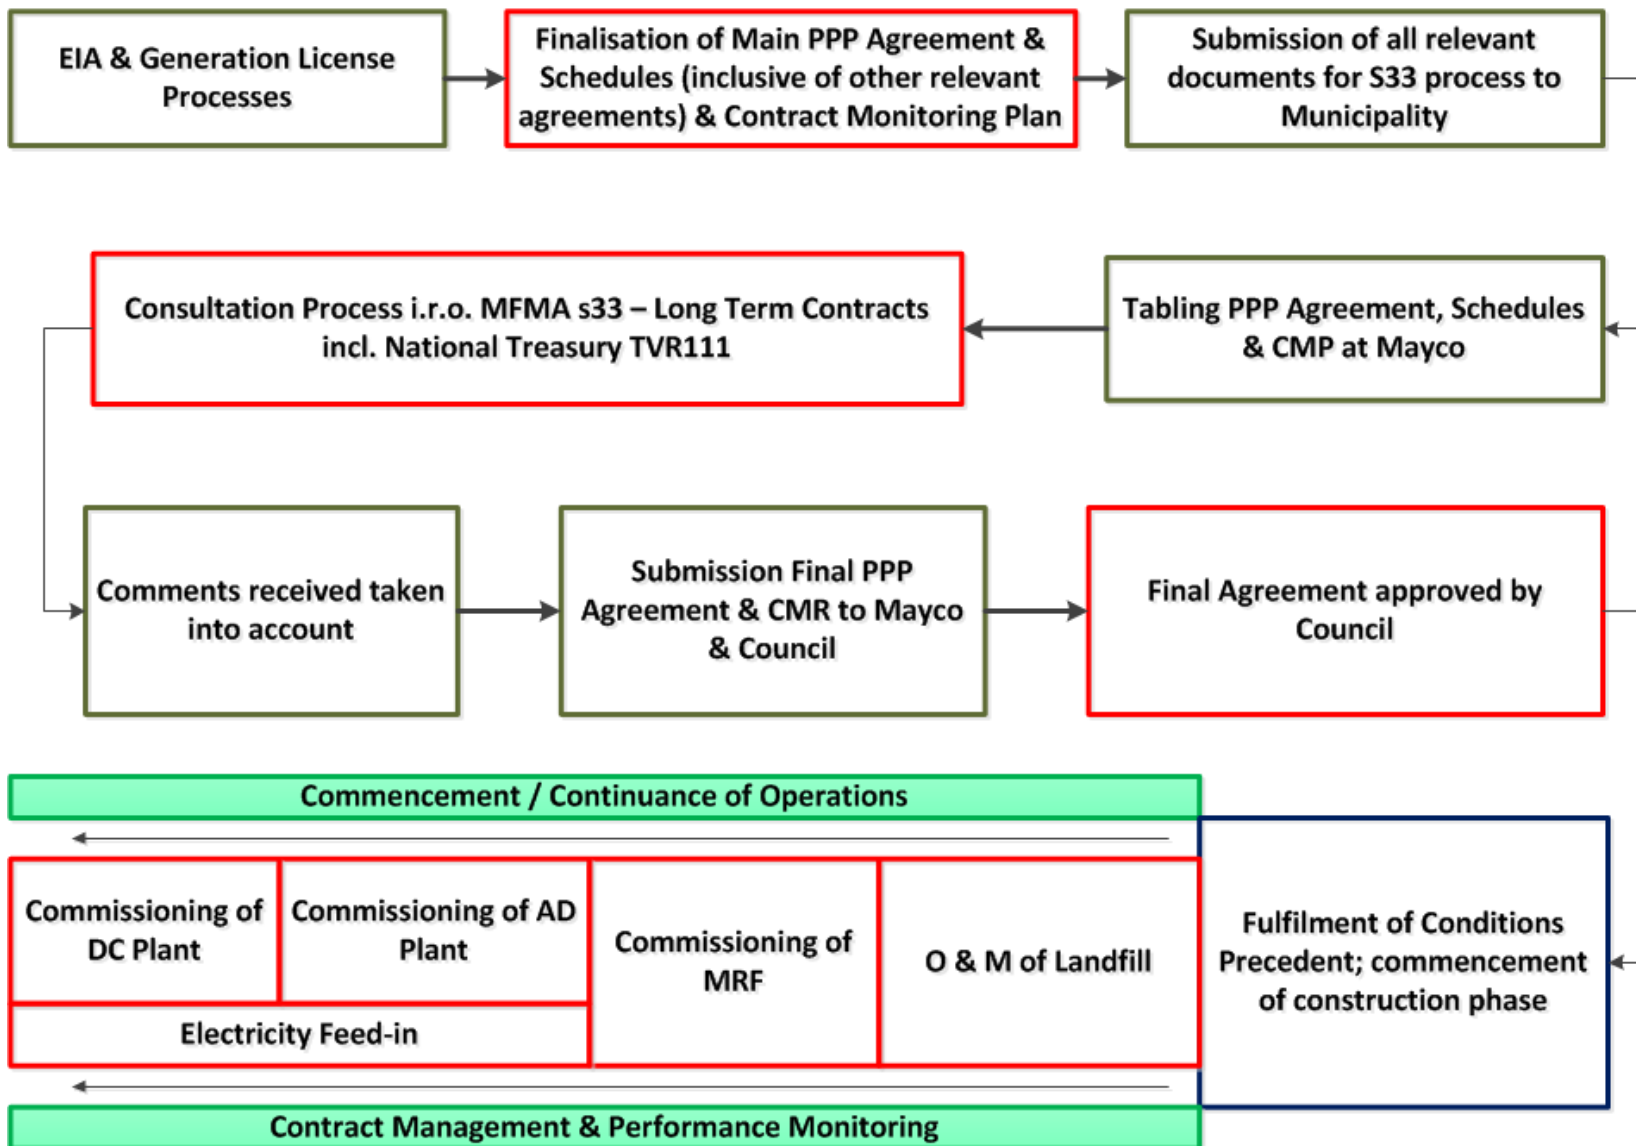 EIA & Generation License
Processes
Finalisation of Main PPP Agreement &
Schedules (inclusive of other relevant
agreements) & Contract Monitoring Plan
Submission of all relevant
documents for S33 process to
Municipality
Consultation Process i.r.o. MFMA s33 – Long Term Contracts
incl. National Treasury TVR111
Tabling PPP Agreement, Schedules
& CMP at Mayco
Comments received taken
into account
Submission Final PPP
Agreement & CMR to Mayco
& Council
Final Agreement approved by
Council
Commencement / Continuance of Operations
Commissioning of
DC Plant
Commissioning of AD
Plant
Electricity Feed-in
Commissioning of
MRF
O & M of Landfill
Fulfilment of Conditions
Precedent; commencement
of construction phase
Contract Management & Performance Monitoring